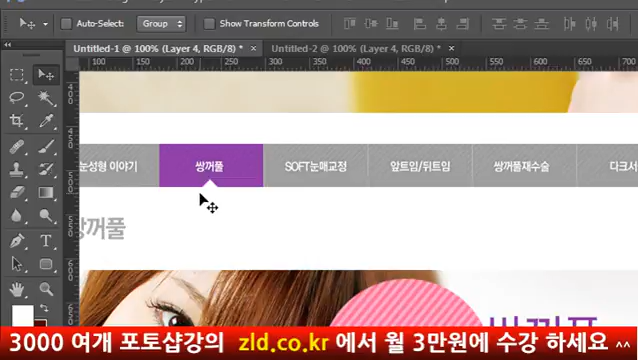 Auto-Select: Group Show Transform Controls
Untitled-1 @ 100% (Layer 4, RGB/8) * × Untitled-2 @ 100% (Layer 4, RGB/8) * ×
100 150 200 250 300 350 400 450 500 550 600 650 700
눈성형 이야기 쌍꺼풀 SOFT눈매교정 앞트임/뒤트임 쌍꺼풀재수술 다크서
쌍꺼풀
쌍꺼풀
3000 여개 포토샵강의 zld.co.kr 에서 월 3만원에 수강 하세요 ^^